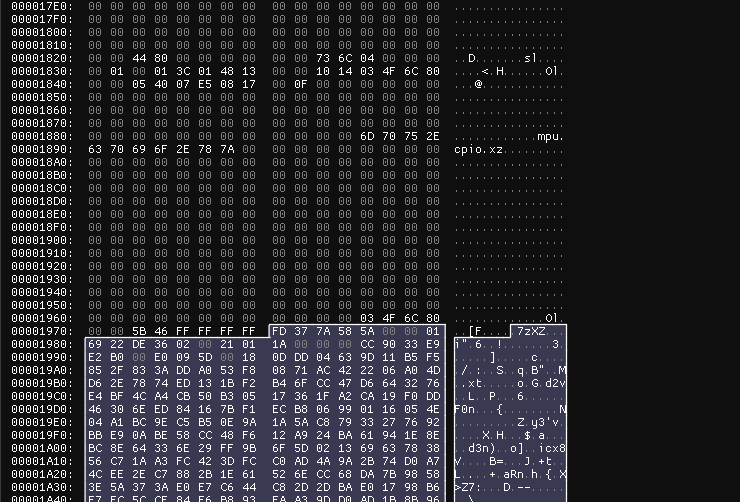 000017E0: 00 00 00 00 00 00 00 00 00 00 00 00 00 00 00 00 ................
000017F0: 00 00 00 00 00 00 00 00 00 00 00 00 00 00 00 00 ................
00001800: 00 00 00 00 00 00 00 00 00 00 00 00 00 00 00 00 ................
00001810: 00 00 00 00 00 00 00 00 00 00 00 00 00 00 00 00 ................
00001820: 00 00 00 44 80 00 00 00 00 00 00 73 6C 04 00 00
00001830: 00 01 00 01 3C 01 48 13 00 10 14 03 4F 6C 80
00001840: 00 00 00 05 40 07 E5 08 17 00 0F 00 00 00 00 00
00001850: 00 00 00 00 00 00 00 00 00 00 00 00 00 00 00 00 ................
00001860: 00 00 00 00 00 00 00 00 00 00 00 00 00 00 00 00 ................
00001870: 00 00 00 00 00 00 00 00 00 00 00 00 00 00 00 00 ................
00001880: 00 00 00 00 00 00 00 00 00 00 00 00 6D 70 75 2E ............mpu.
00001890: 63 70 69 6F 2E 78 7A 00 00 00 00 00 00 00 00 00 cpio.xz.........
000018A0: 00 00 00 00 00 00 00 00 00 00 00 00 00 00 00 00 ................
000018B0: 00 00 00 00 00 00 00 00 00 00 00 00 00 00 00 00 ................
000018C0: 00 00 00 00 00 00 00 00 00 00 00 00 00 00 00 00 ................
000018D0: 00 00 00 00 00 00 00 00 00 00 00 00 00 00 00 00 ................
000018E0: 00 00 00 00 00 00 00 00 00 00 00 00 00 00 00 00 ................
000018F0: 00 00 00 00 00 00 00 00 00 00 00 00 00 00 00 00 ................
00001900: 00 00 00 00 00 00 00 00 00 00 00 00 00 00 00 00 ................
00001910: 00 00 00 00 00 00 00 00 00 00 00 00 00 00 00 00 ................
00001920: 00 00 00 00 00 00 00 00 00 00 00 00 00 00 00 00 ................
00001930: 00 00 00 00 00 00 00 00 00 00 00 00 00 00 00 00 ................
00001940: 00 00 00 00 00 00 00 00 00 00 00 00 00 00 00 00 ................
00001950: 00 00 00 00 00 00 00 00 00 00 00 00 00 00 00 00 ................
00001960: 00 00 00 00 00 00 00 00 00 00 00 00 03 4F 6C 80 .............Ol.
00001970: 00 00 00 5B 46 FF FF FF FF FD 37 7A 58 5A 00 00 01
00001980: 69 22 DE 36 02 00 21 01 1A 00 00 00 CC 90 33 E9
00001990: E2 B0 00 E0 09 5D 00 18 0D DD 04 63 9D 11 B5 F5
000019A0: 85 2F 83 3A DD A0 53 F8 08 71 AC 42 22 06 A0 4D
000019B0: D6 2E 78 74 ED 13 1B F2 B4 6F CC 47 D6 64 32 76
000019C0: E4 BF 4C A4 CB 50 B3 05 17 36 1F A2 CA 19 F0 DD
000019D0: 46 30 6E ED 84 16 7B F1 EC B8 06 99 01 16 05 4E
000019E0: 04 A1 BC 9E C5 B5 0E 9A 1A 5A C8 79 33 27 76 92
000019F0: BB E9 0A BE 58 CC 48 F6 12 A9 24 BA 61 94 1E 8E
00001A00: BC 8E 64 33 6E 29 FF 9B 6F 5D 02 13 69 63 78 38
00001A10: 56 C7 1A A3 FC 42 3D FC C0 AD 4A 9A 2B 74 D0 A7
00001A20: 4C EE 2E C7 88 2B 1E 61 52 6E CC 68 DA 7B 98 58
00001A30: 3E 5A 37 3A E0 E7 C6 44 C8 2D 2D BA E0 17 98 B6